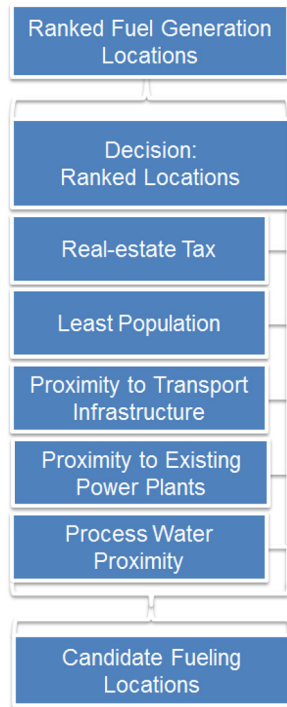 Ranked Fuel Generation
Locations
Decision:
Ranked Locations
Real-estate Tax
Least Population
Proximity to Transport
Infrastructure
Proximity to Existing
Power Plants
Process Water
Proximity
Candidate Fueling
Locations